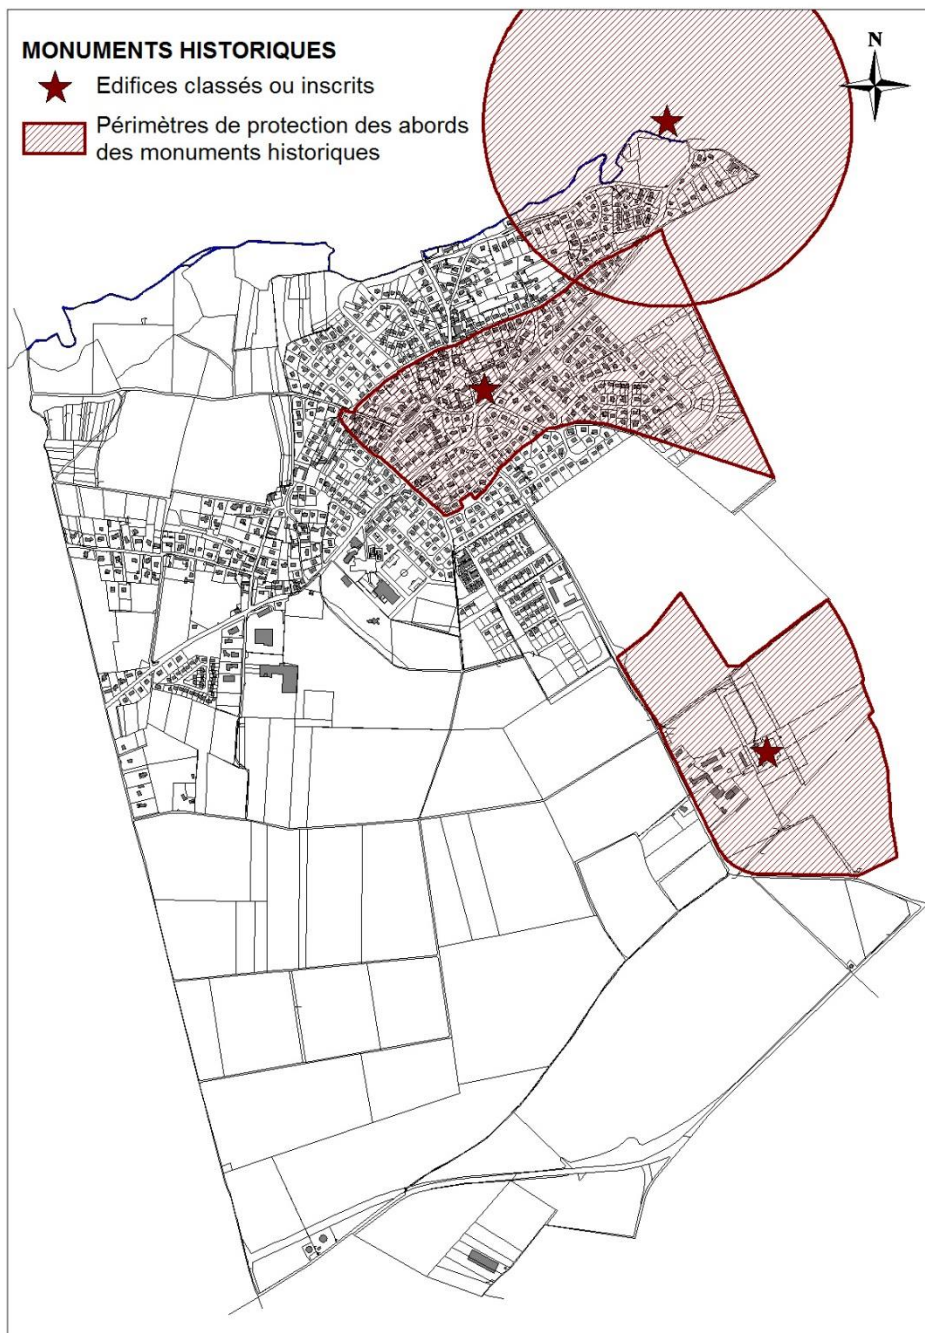 MONUMENTS HISTORIQUES
N
Edifices classés ou inscrits
Périmètres de protection des abords
des monuments historiques